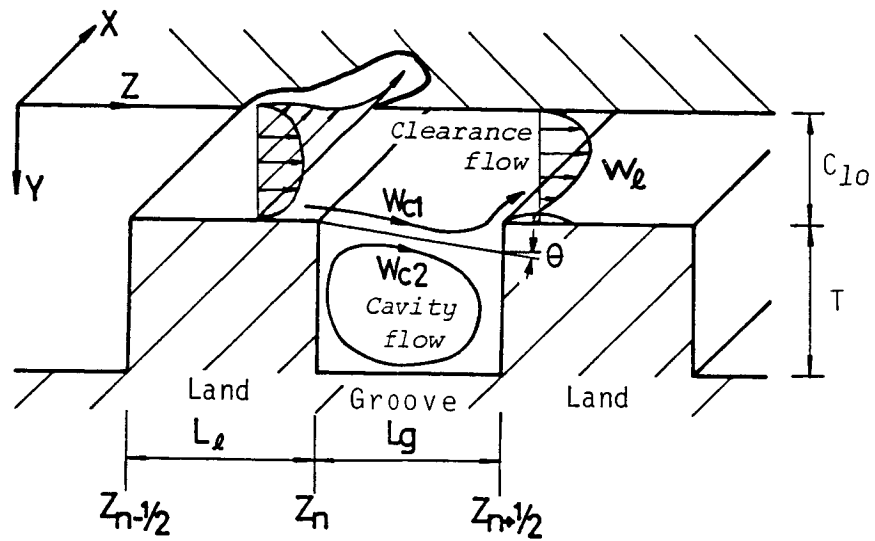 X
Z
Y
Clearance
flow
W_ℓ
C_lo
W_c1
θ
W_c2
Cavity
flow
T
Land
Groove
Land
L_ℓ
Lg
Z_n-1/2
Z_n
Z_n+1/2